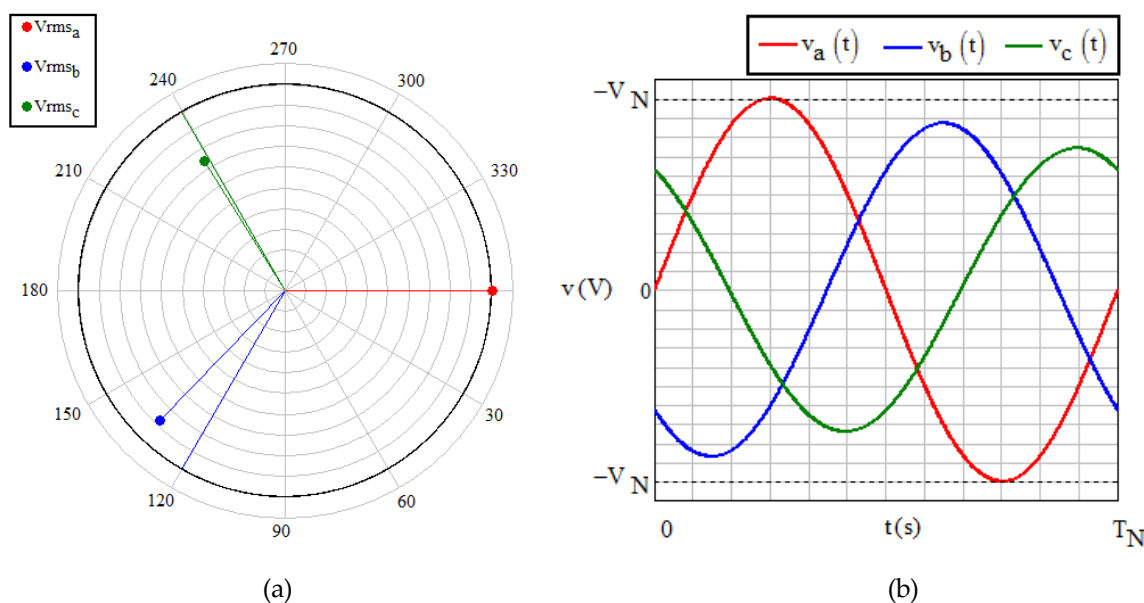 Vrms_a
Vrms_b
Vrms_c
270
240
300
210
330
180
150
30
120
60
90
(a)
v_a (t) v_b (t) v_c (t)
−V_N
v (V) 0
−V_N
0 t (s) T_N
(b)